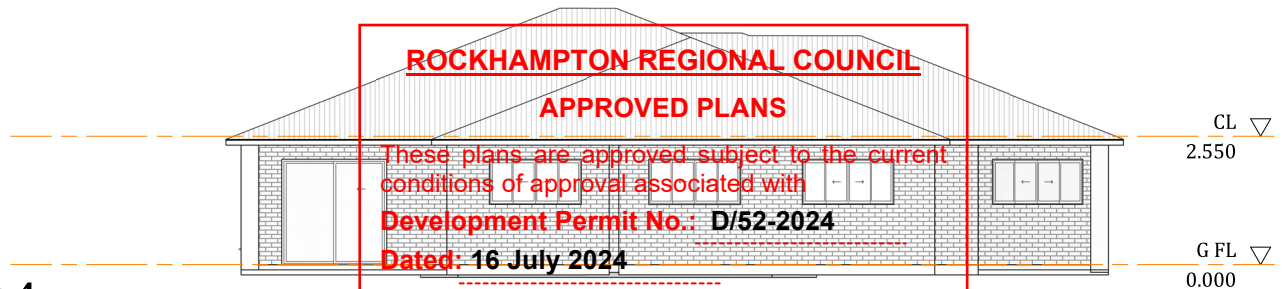 ROCKHAMPTON REGIONAL COUNCIL
APPROVED PLANS
CL
2.550
These plans are approved subject to the current
conditions of approval associated with
Development Permit No.: D/52-2024
G FL
Dated: 16 July 2024
0.000